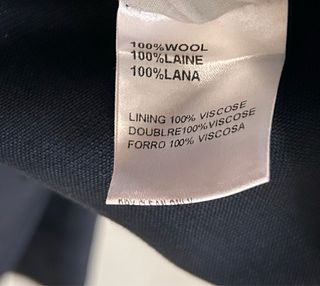 100%WOOL
100%LAINE
100%LANA
LINING 100% VISCOSE
DOUBLRE100%VISCOSE
FORRO 100% VISCOSA